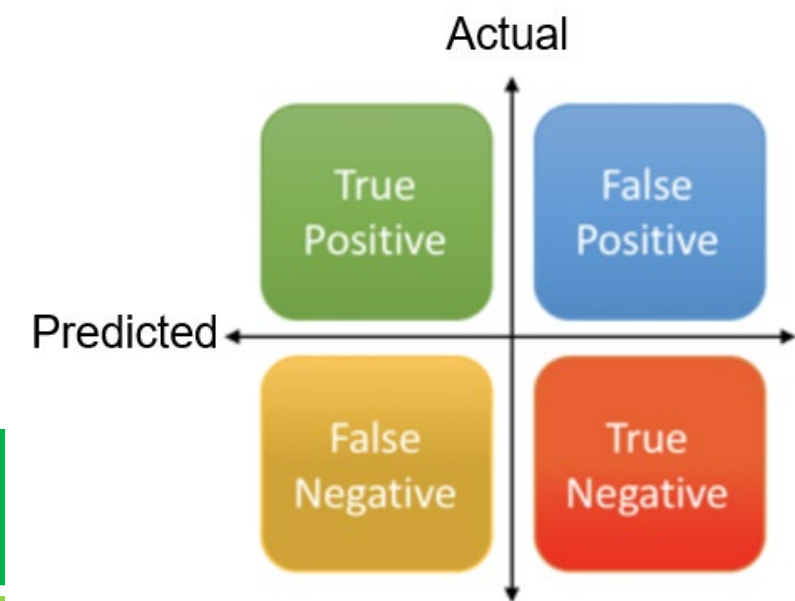 Actual
True
Positive
False
Positive
Predicted
False
Negative
True
Negative